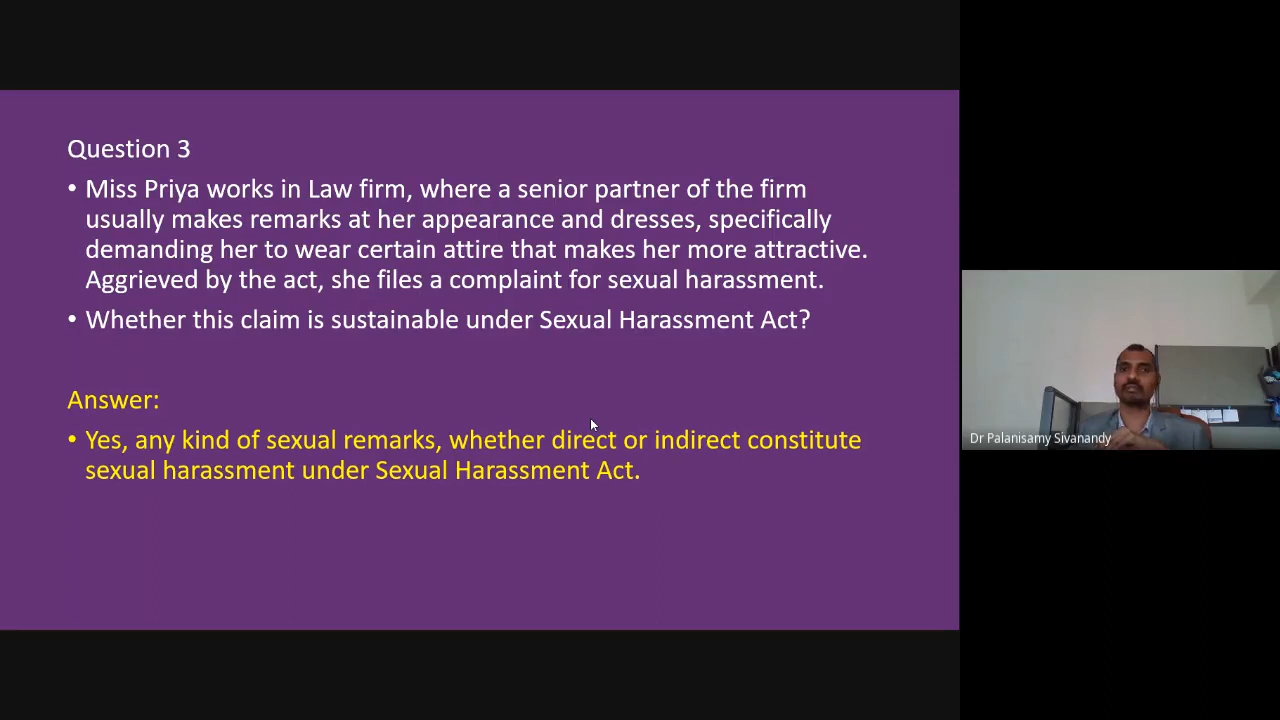 Question 3
• Miss Priya works in Law firm, where a senior partner of the firm
usually makes remarks at her appearance and dresses, specifically
demanding her to wear certain attire that makes her more attractive.
Aggrieved by the act, she files a complaint for sexual harassment.
• Whether this claim is sustainable under Sexual Harassment Act?
Answer:
• Yes, any kind of sexual remarks, whether direct or indirect constitute
sexual harassment under Sexual Harassment Act.
Dr Palanisamy Sivanandy